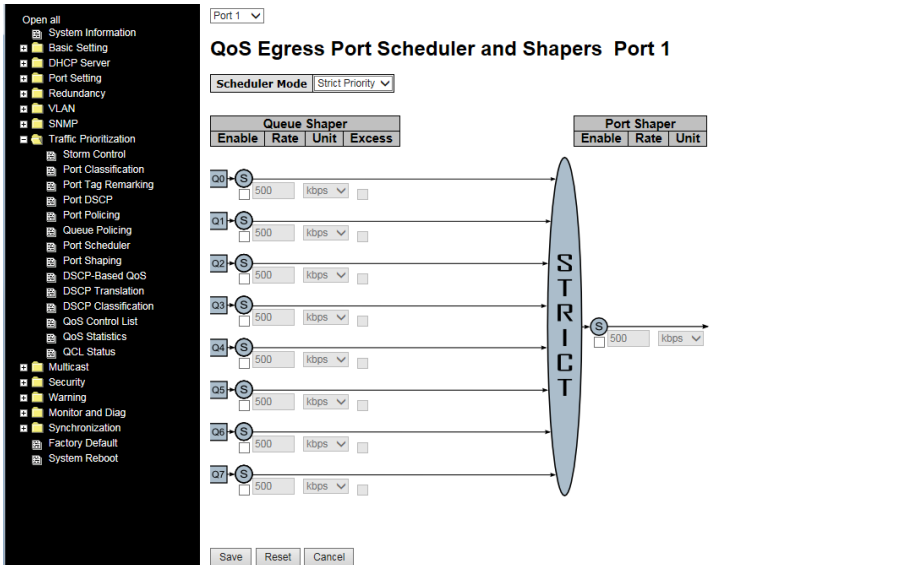 Open all
System Information
Basic Setting
DHCP Server
Port Setting
Redundancy
VLAN
SNMP
Traffic Prioritization
Storm Control
Port Classification
Port Tag Remarking
Port DSCP
Port Policing
Queue Policing
Port Scheduler
Port Shaping
DSCP-Based QoS
DSCP Translation
DSCP Classification
QoS Control List
QoS Statistics
QCL Status
Multicast
Security
Warning
Monitor and Diag
Synchronization
Factory Default
System Reboot
Port 1
QoS Egress Port Scheduler and Shapers Port 1
Scheduler Mode Strict Priority
Queue Shaper
Enable Rate Unit Excess
Port Shaper
Enable Rate Unit
Q0 S
500 kbps
Q1 S
500 kbps
Q2 S
500 kbps
Q3 S
500 kbps
Q4 S
500 kbps
Q5 S
500 kbps
Q6 S
500 kbps
Q7 S
500 kbps
STRICT
S
500 kbps
Save Reset Cancel